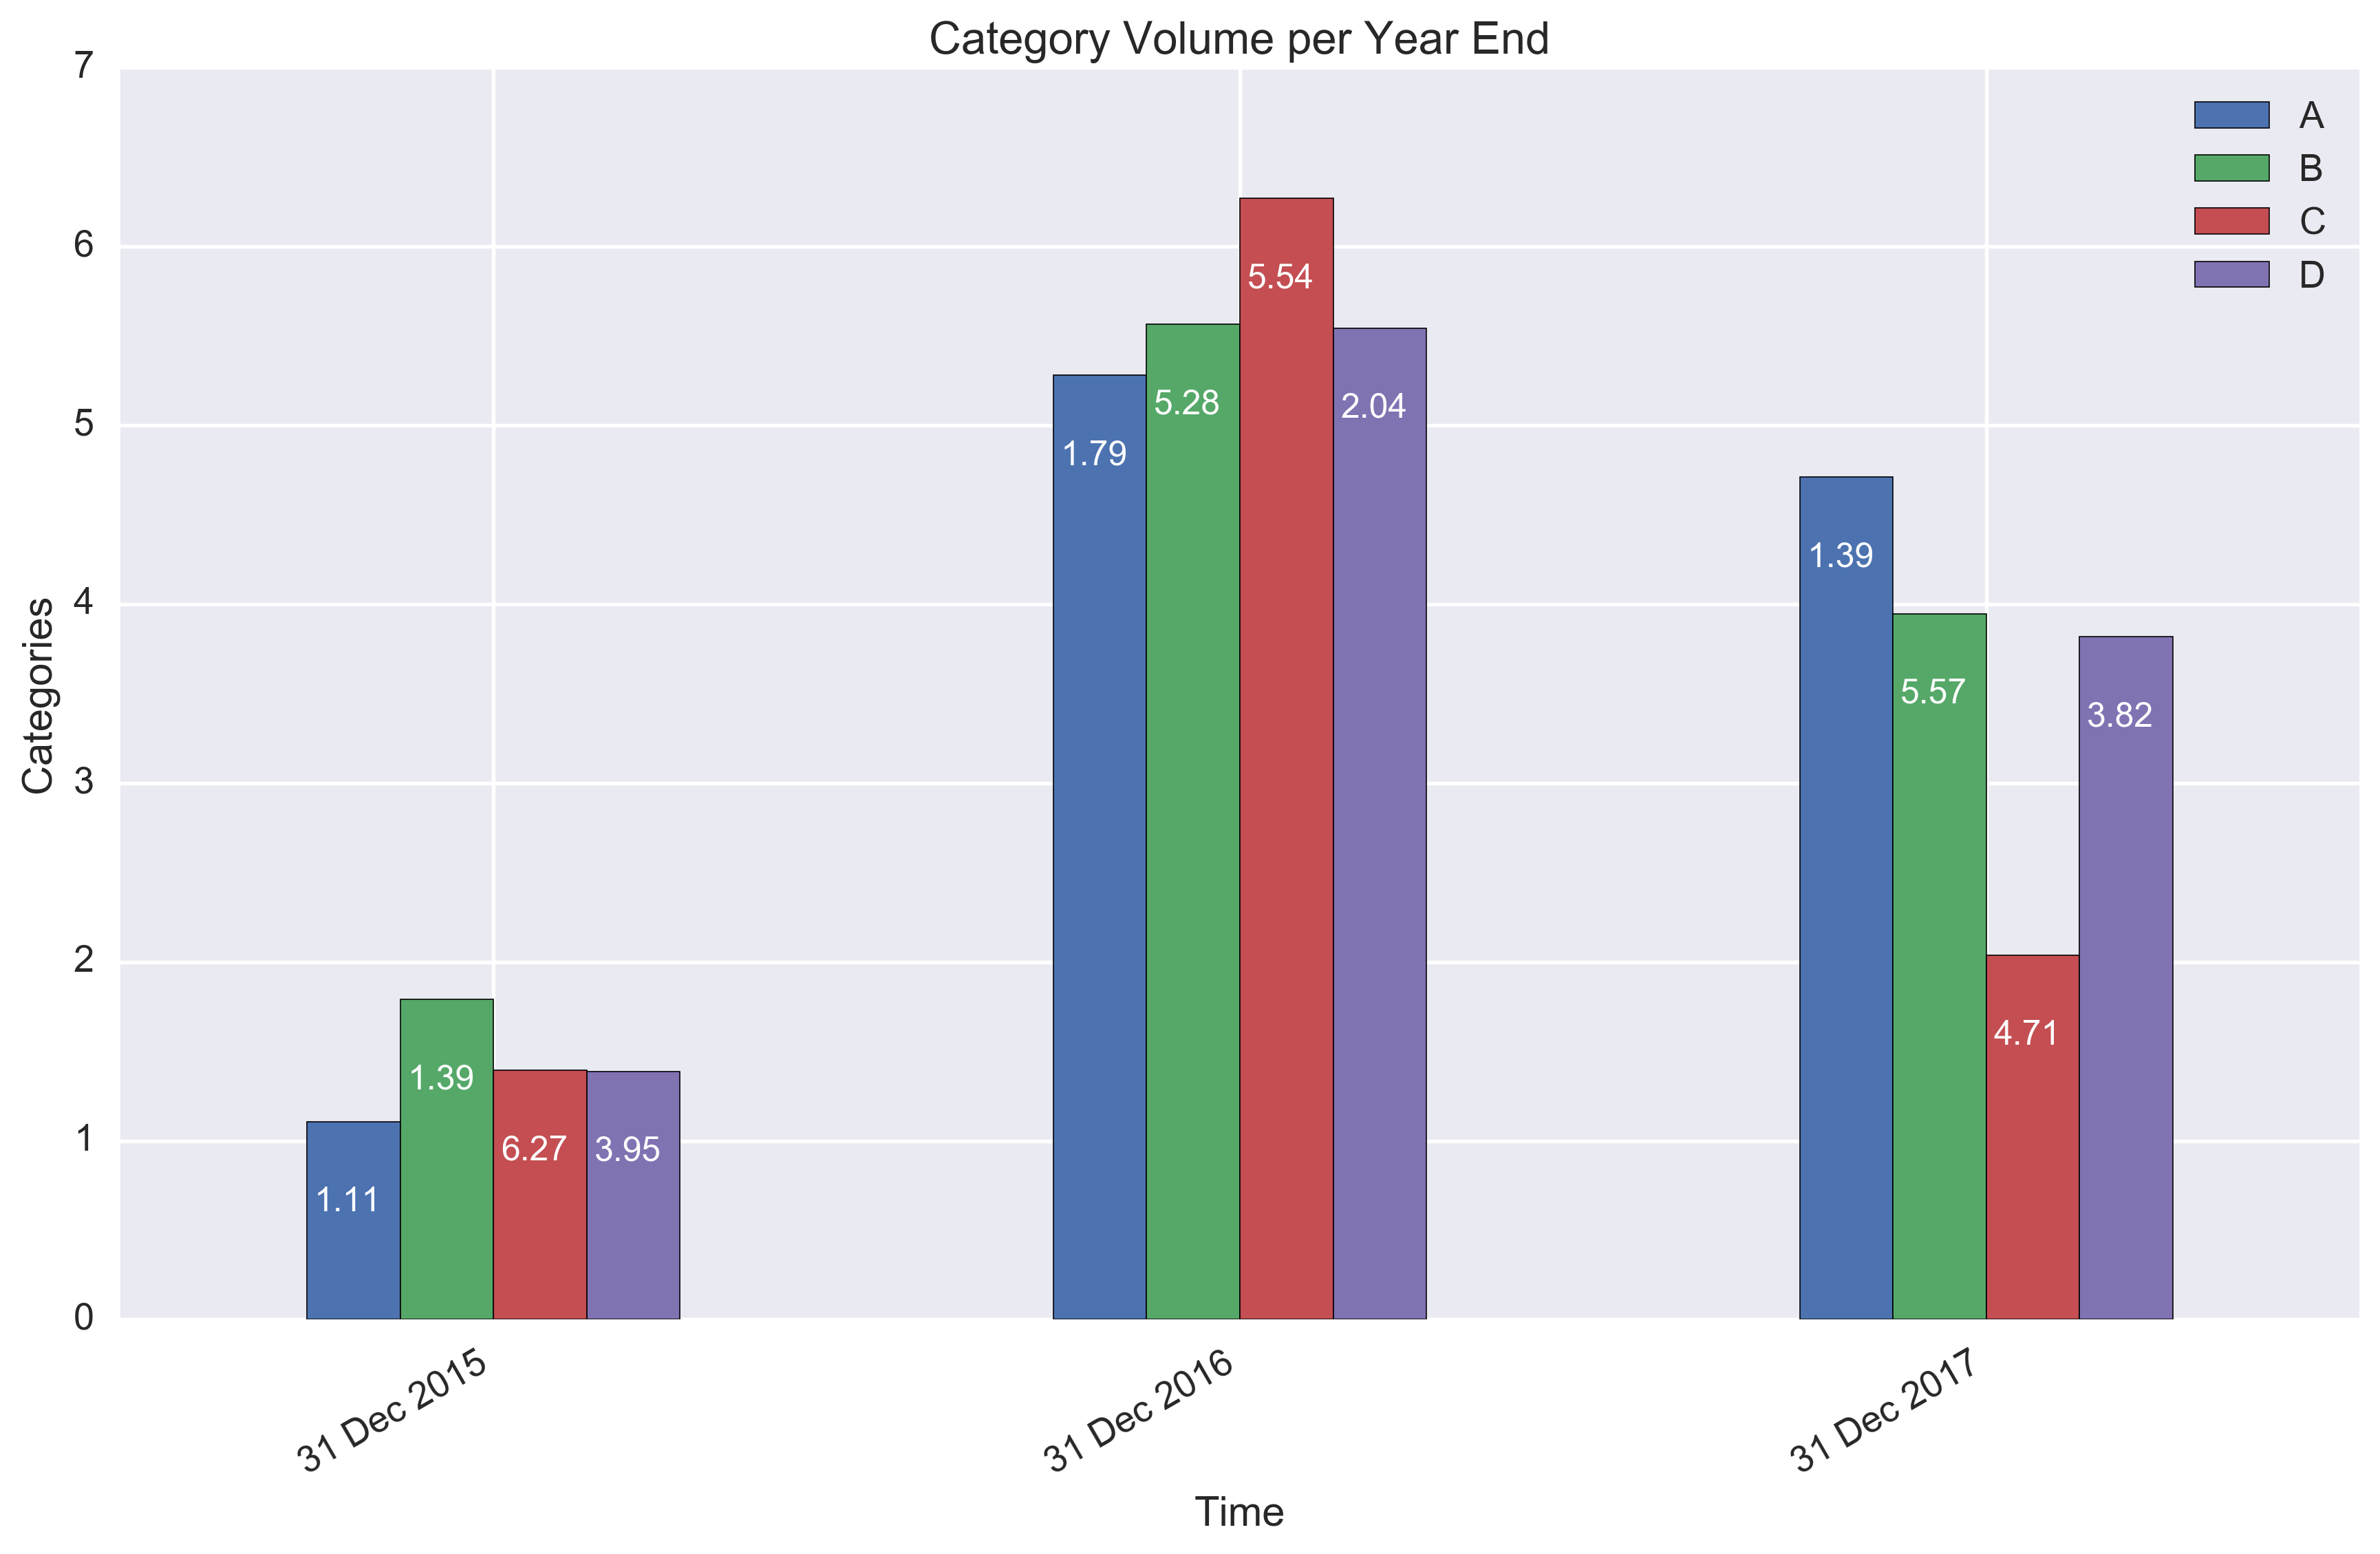 Category Volume per Year End
7
6
5
4
3
2
1
0
Categories
A
B
C
D
1.11
1.39
6.27
3.95
1.79
5.28
5.54
2.04
1.39
5.57
4.71
3.82
31 Dec 2015
31 Dec 2016
31 Dec 2017
Time